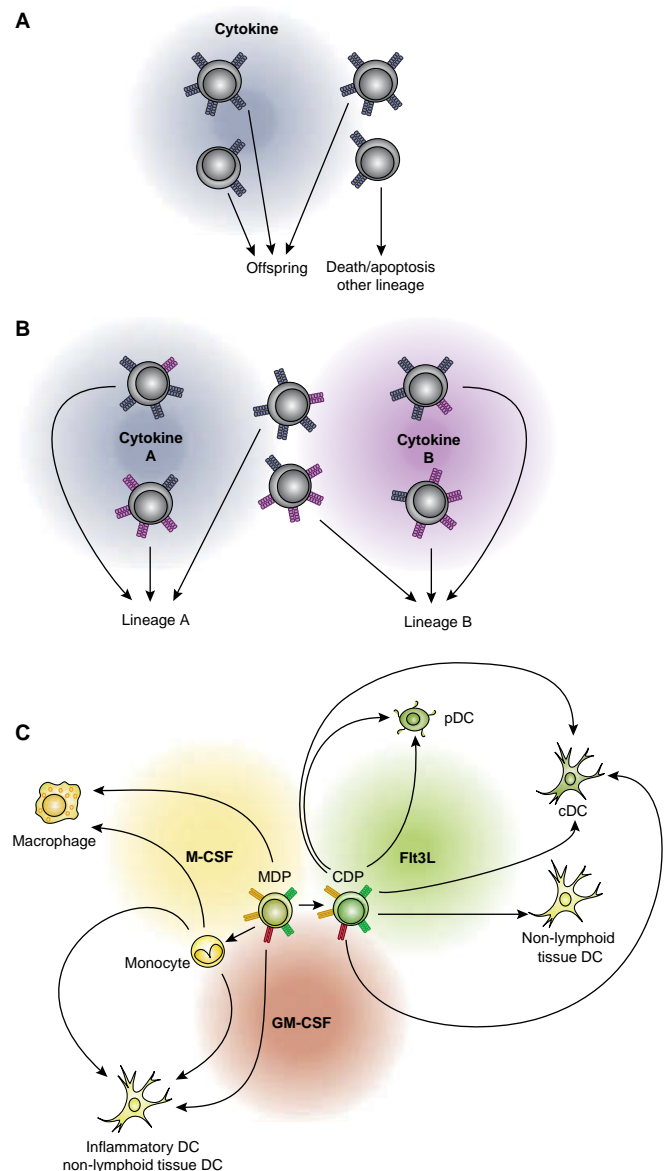 A
Cytokine
Offspring
Death/apoptosis
other lineage
B
Cytokine
A
Cytokine
B
Lineage A
Lineage B
C
pDC
cDC
Macrophage
M-CSF
Flt3L
MDP
CDP
Non-lymphoid
tissue DC
Monocyte
GM-CSF
Inflammatory DC
non-lymphoid tissue DC